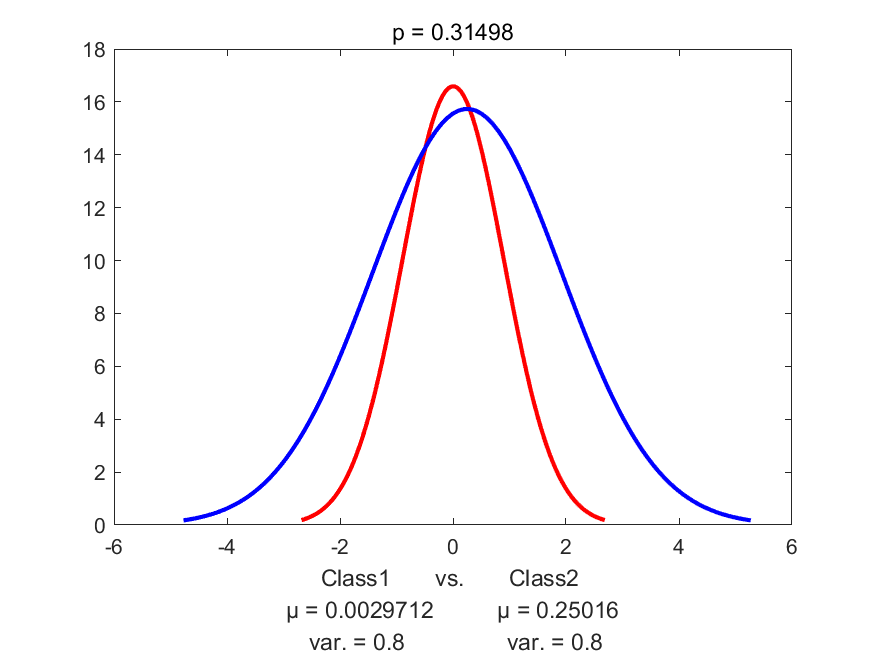 p = 0.31498
18
16
14
12
10
8
6
4
2
0
-6 -4 -2 0 2 4 6
Class1 vs. Class2
μ = 0.0029712 μ = 0.25016
var. = 0.8 var. = 0.8